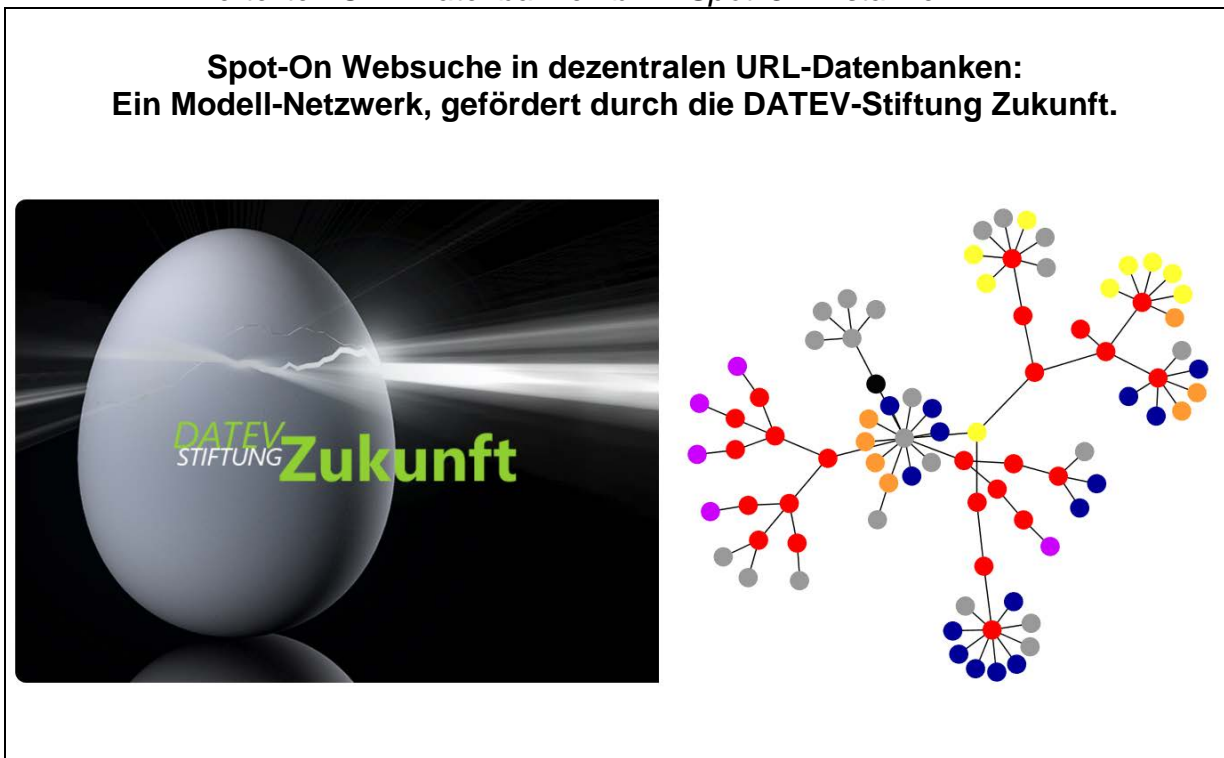 Spot-On Websuche in dezentralen URL-Datenbanken:
Ein Modell-Netzwerk, gefördert durch die DATEV-Stiftung Zukunft.
DATEV
STIFTUNG Zukunft